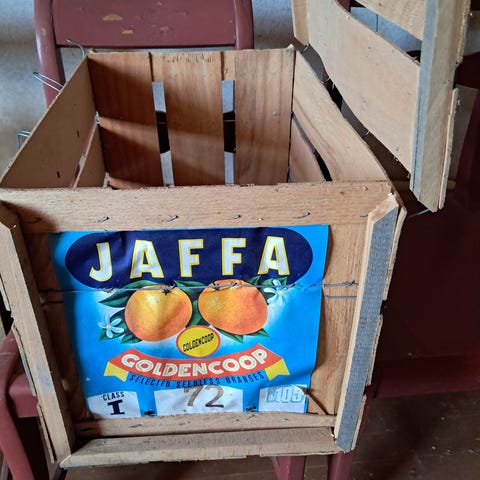 JAFFA
GOLDENCOOP
GOLDENCOOP
SELECTED SEEDLESS ORANGES
CLASS
I
72